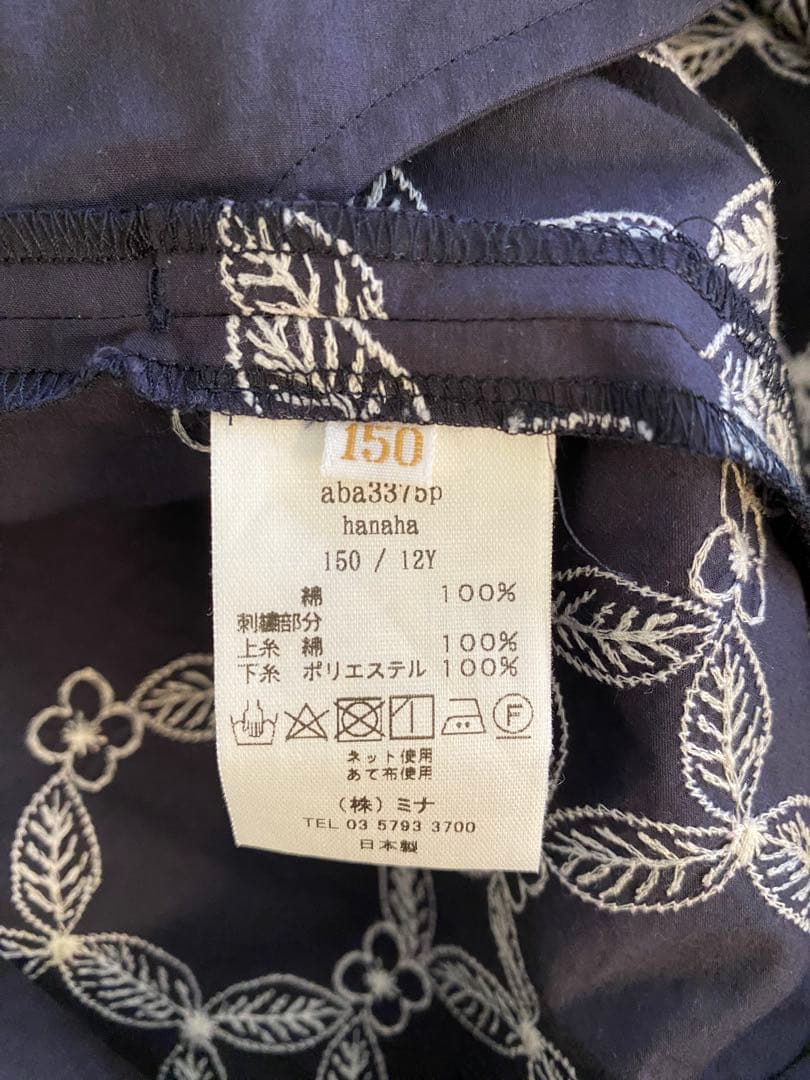 150
aba3375p
hanaha
150 / 12Y
綿 100%
刺繍部分
上糸 綿 100%
下糸 ポリエステル 100%
F
ネット使用
あて布使用
(株) ミナ
TEL 03 5793 3700
日本製